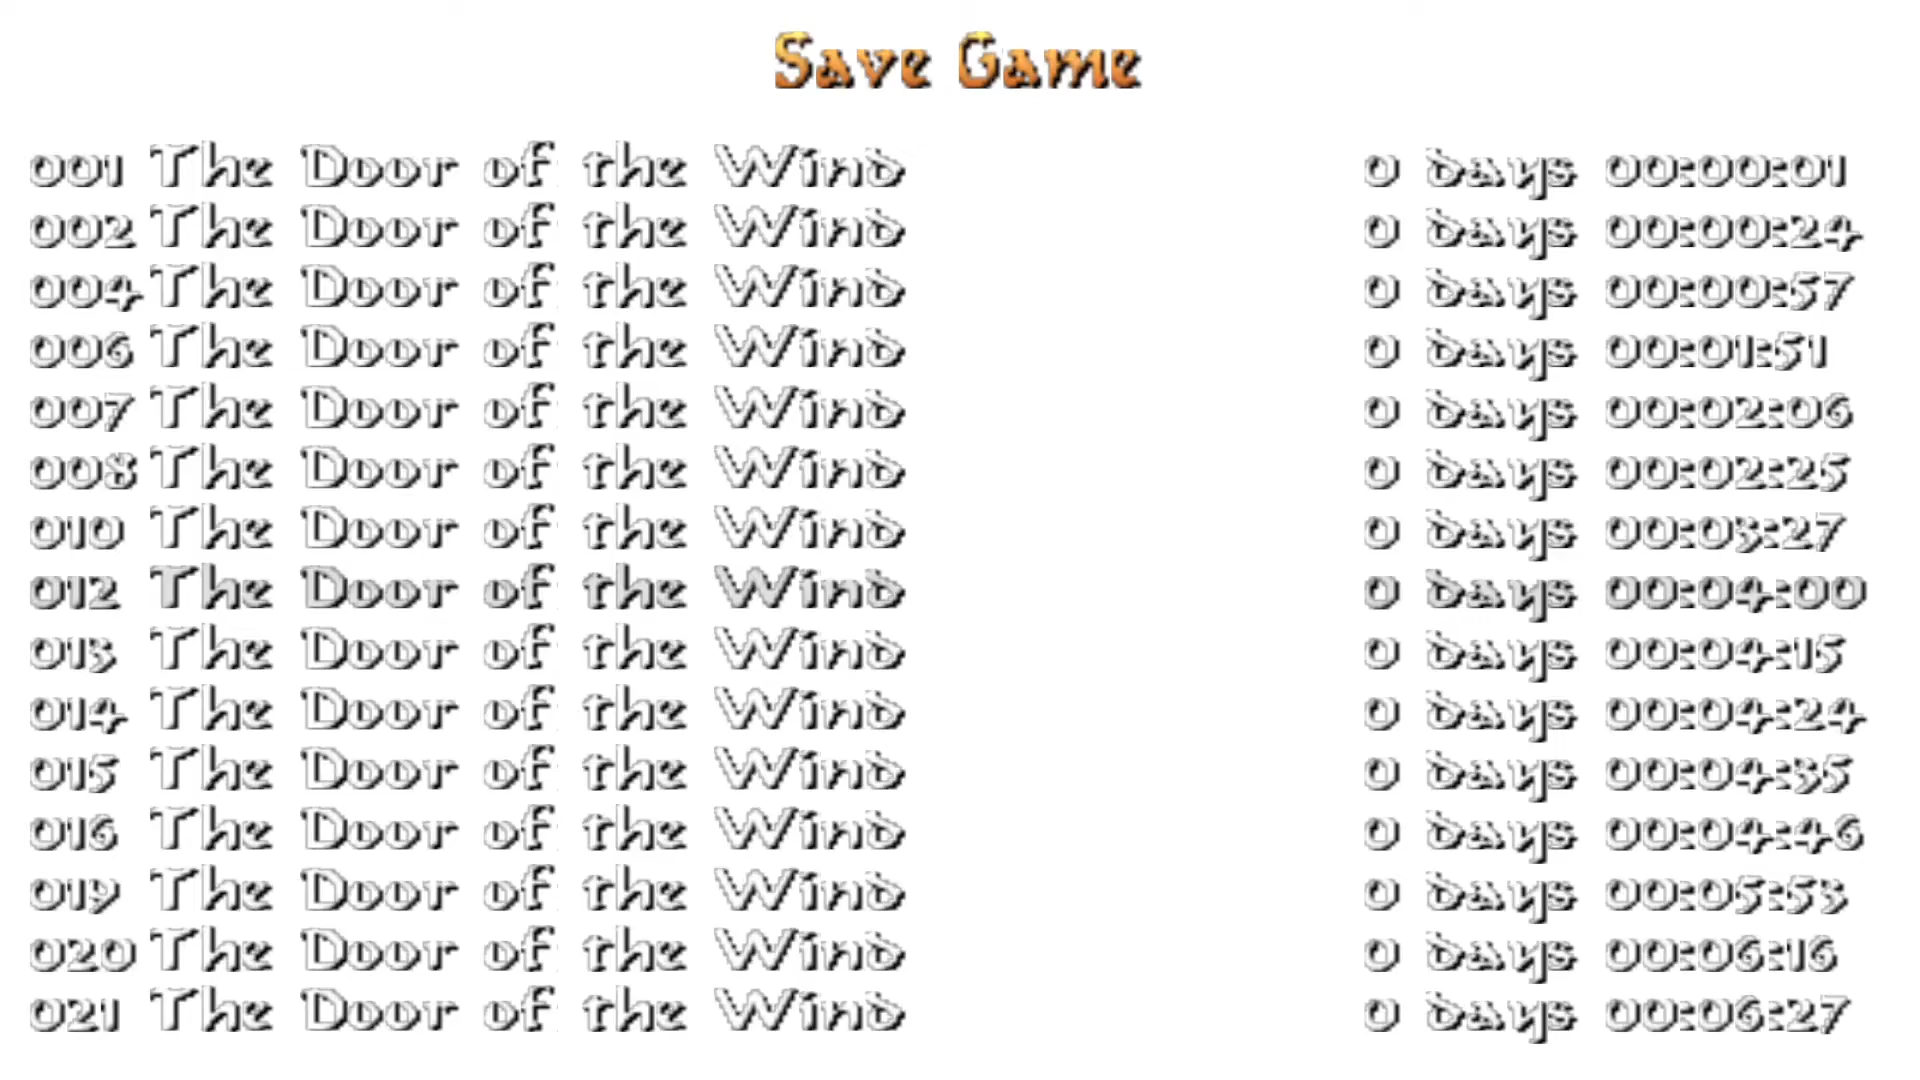 Save Game
001 The Door of the Wind 0 days 00:00:01
002 The Door of the Wind 0 days 00:00:24
004 The Door of the Wind 0 days 00:00:57
006 The Door of the Wind 0 days 00:01:51
007 The Door of the Wind 0 days 00:02:06
008 The Door of the Wind 0 days 00:02:25
010 The Door of the Wind 0 days 00:03:27
012 The Door of the Wind 0 days 00:04:00
013 The Door of the Wind 0 days 00:04:15
014 The Door of the Wind 0 days 00:04:24
015 The Door of the Wind 0 days 00:04:35
016 The Door of the Wind 0 days 00:04:46
019 The Door of the Wind 0 days 00:05:53
020 The Door of the Wind 0 days 00:06:16
021 The Door of the Wind 0 days 00:06:27